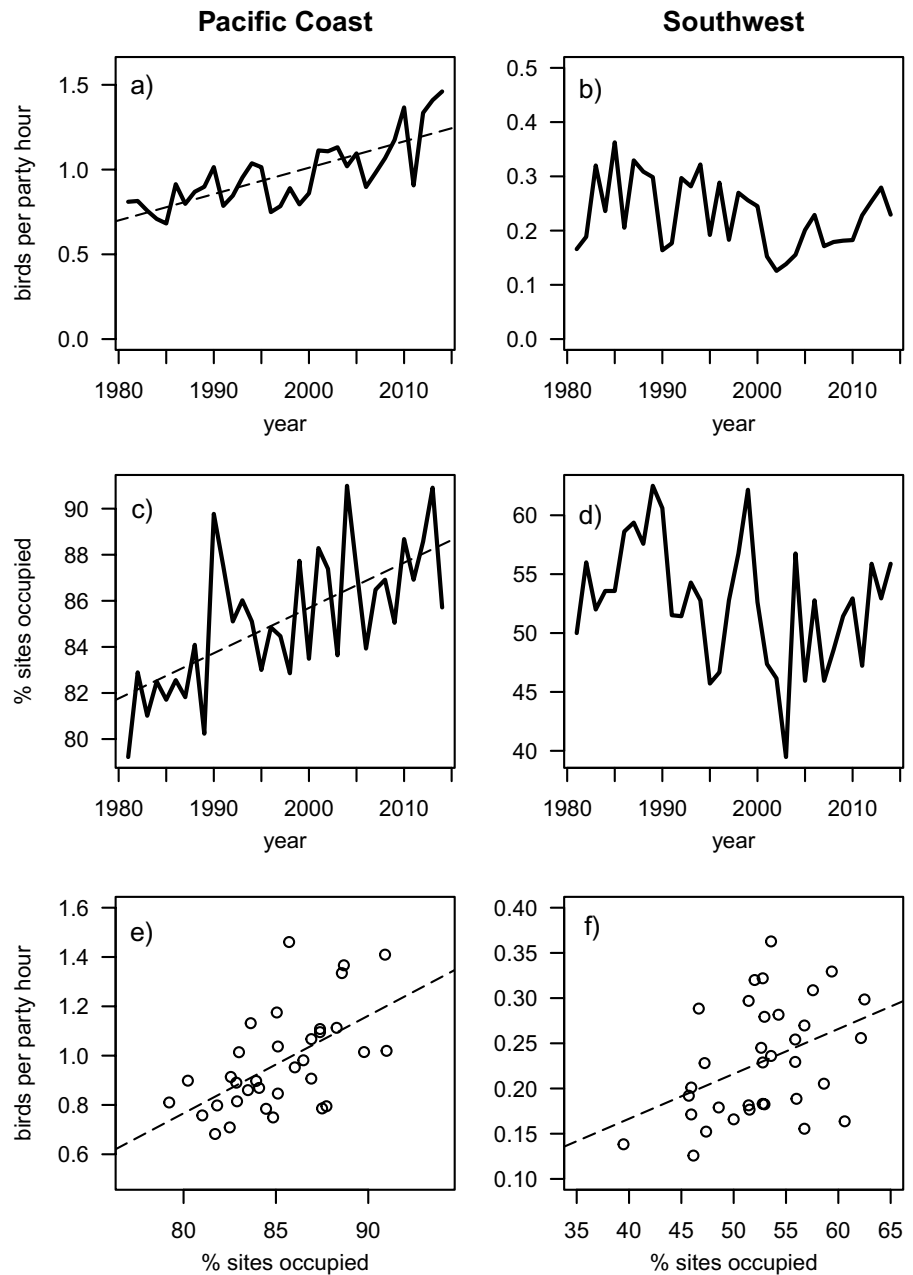 Pacific Coast
Southwest
a)
birds per party hour
1.5
1.0
0.5
0.0
1980 1990 2000 2010
year
b)
0.5
0.4
0.3
0.2
0.1
0.0
1980 1990 2000 2010
year
c)
% sites occupied
90
88
86
84
82
80
1980 1990 2000 2010
year
d)
60
55
50
45
40
1980 1990 2000 2010
year
e)
birds per party hour
1.6
1.4
1.2
1.0
0.8
0.6
80 85 90
% sites occupied
f)
0.40
0.35
0.30
0.25
0.20
0.15
0.10
35 40 45 50 55 60 65
% sites occupied